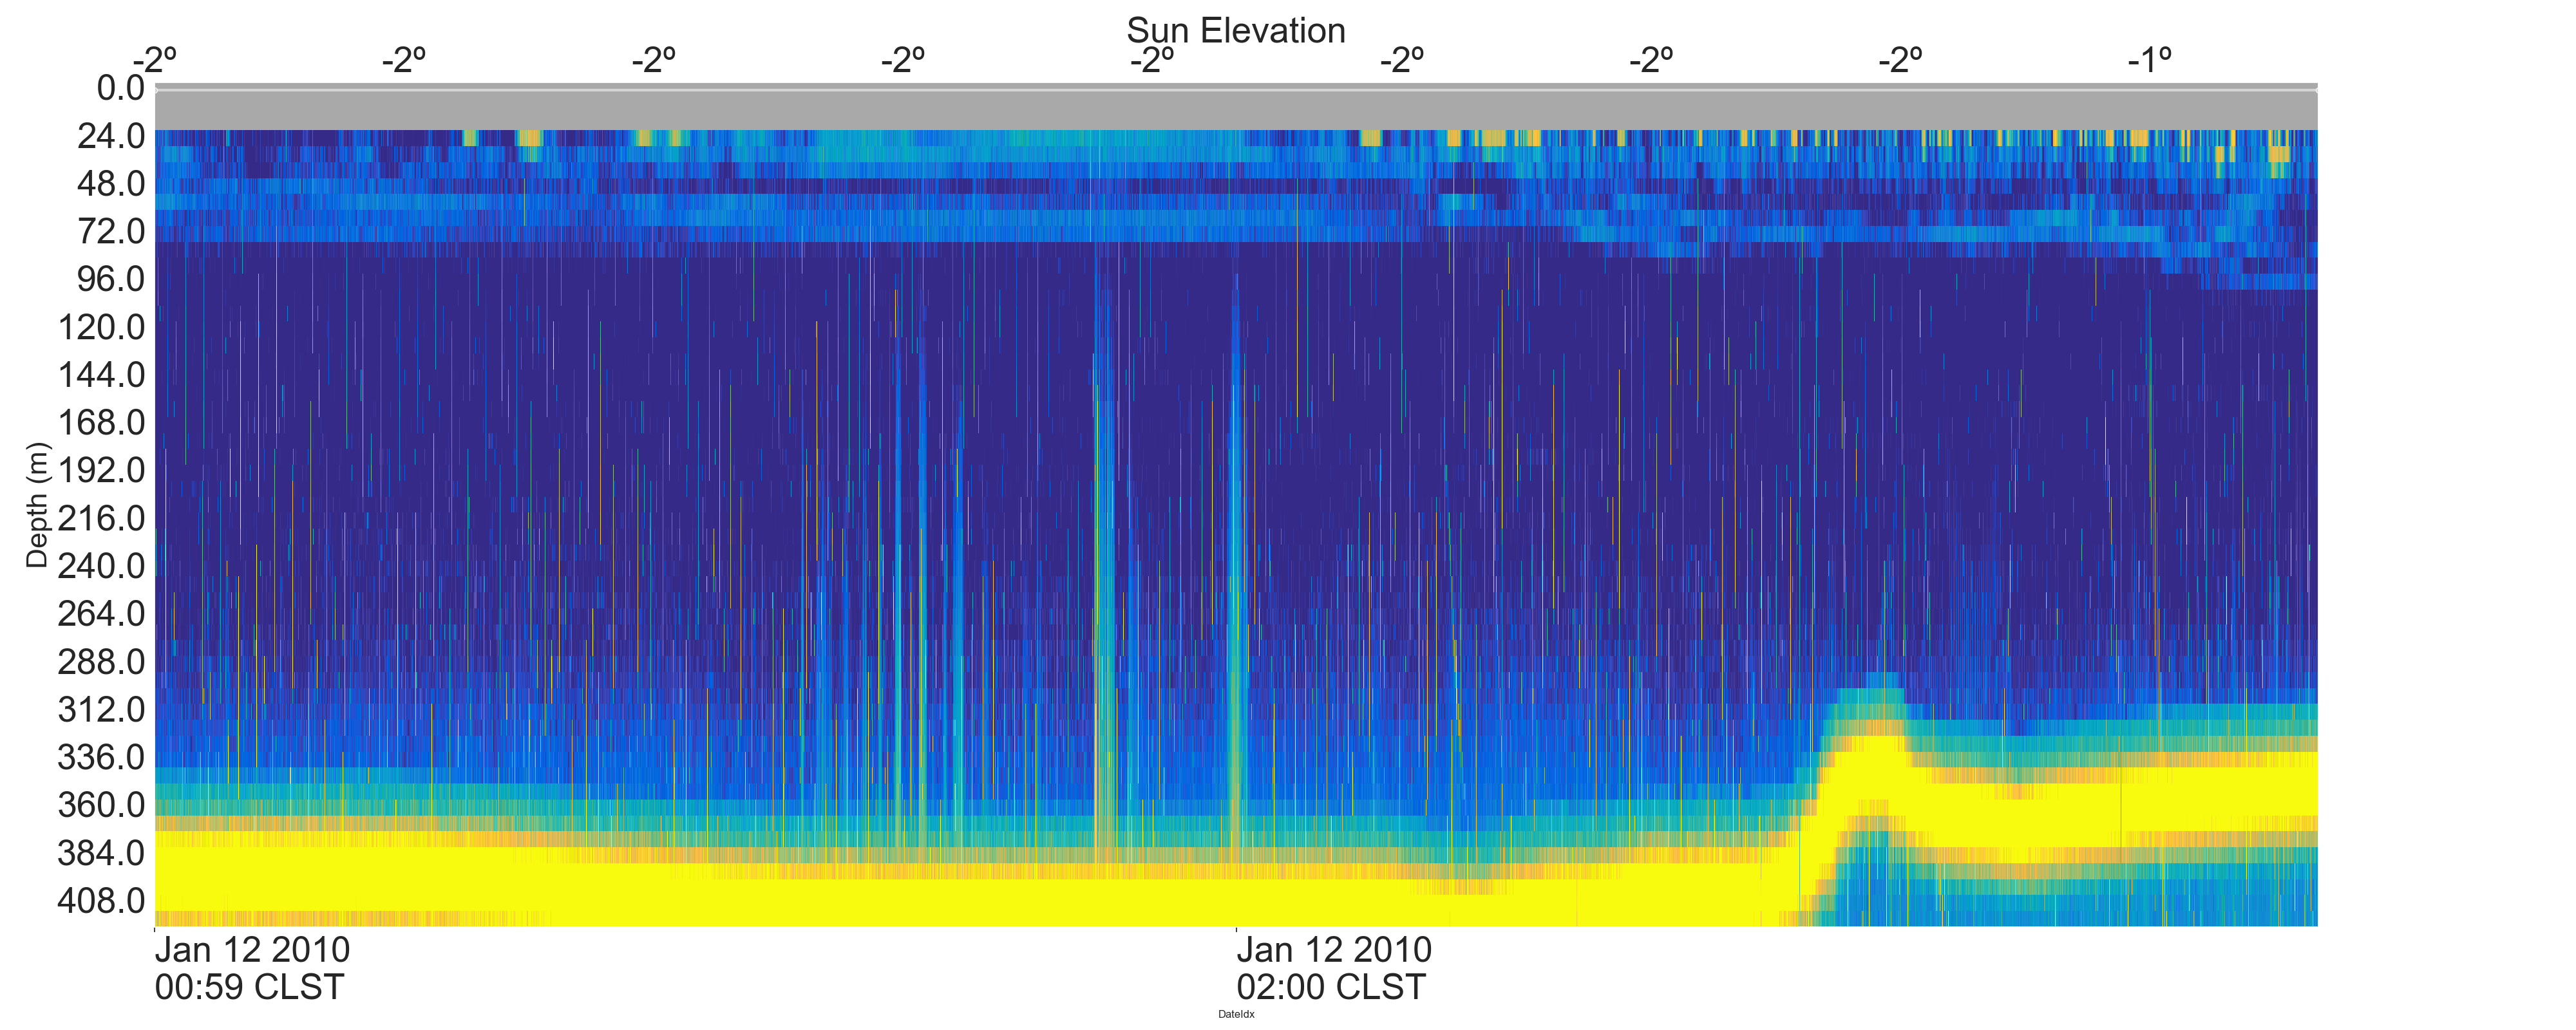 Sun Elevation
-2º -2º -2º -2º -2º -2º -2º -2º -1º
0.0
24.0
48.0
72.0
96.0
120.0
144.0
168.0
192.0
216.0
240.0
264.0
288.0
312.0
336.0
360.0
384.0
408.0
Depth (m)
Jan 12 2010
00:59 CLST
Jan 12 2010
02:00 CLST
DateIdx